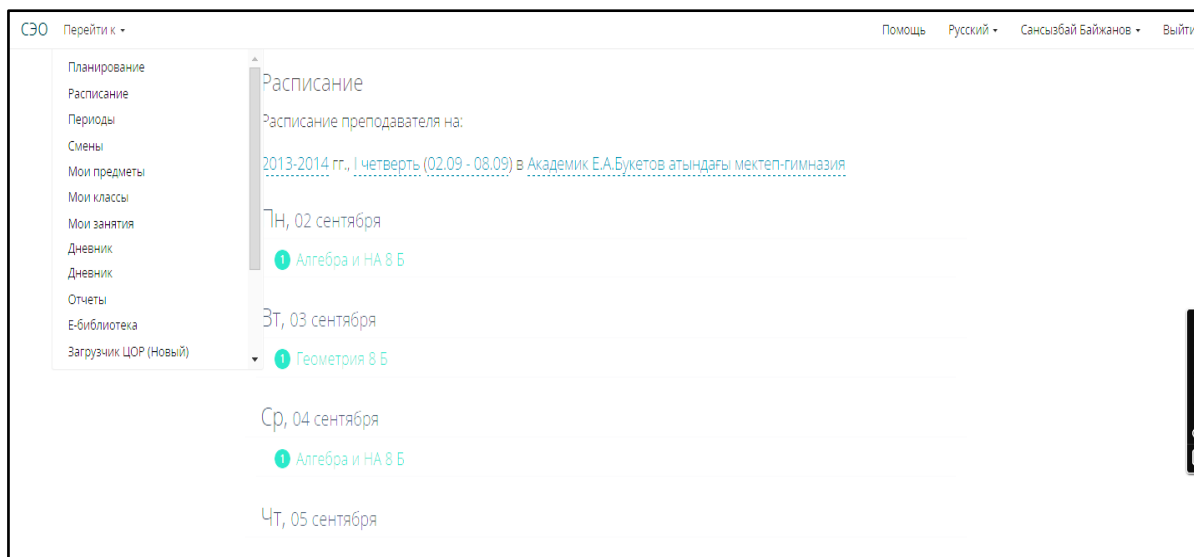 СЭО Перейти к Помощь Русский Сансызбай Байжанов Выйти
Планирование
Расписание
Периоды
Смены
Мои предметы
Мои классы
Мои занятия
Дневник
Дневник
Отчеты
Е-библиотека
Загрузчик ЦОР (Новый)
Расписание
Расписание преподавателя на:
2013-2014 гг., I четверть (02.09 - 08.09) в Академик Е.А.Букетов атындағы мектеп-гимназия
Пн, 02 сентября
1 Алгебра и НА 8 Б
Вт, 03 сентября
1 Геометрия 8 Б
Ср, 04 сентября
1 Алгебра и НА 8 Б
Чт, 05 сентября